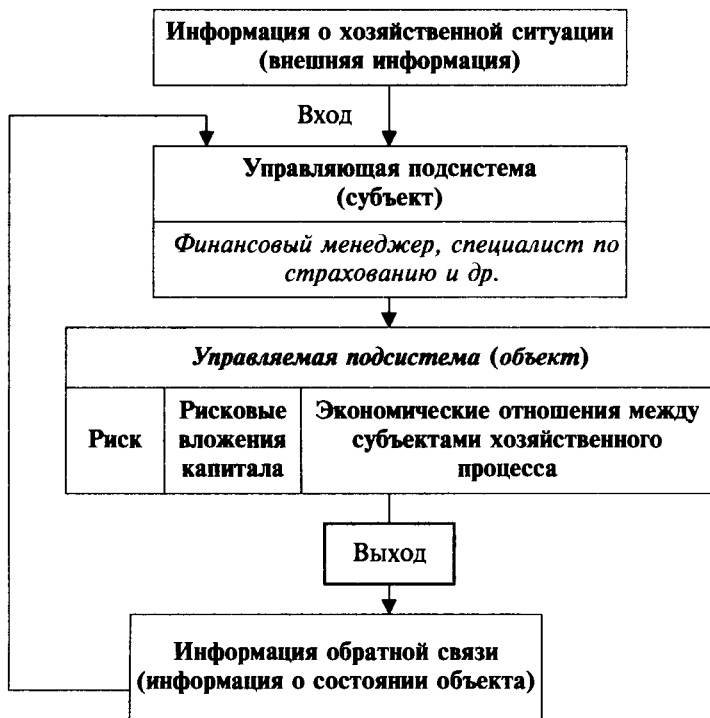 Информация о хозяйственной ситуации
(внешняя информация)
Вход
Управляющая подсистема
(субъект)
Финансовый менеджер, специалист по
страхованию и др.
Управляемая подсистема (объект)
Риск
Рисковые
вложения
капитала
Экономические отношения между
субъектами хозяйственного
процесса
Выход
Информация обратной связи
(информация о состоянии объекта)